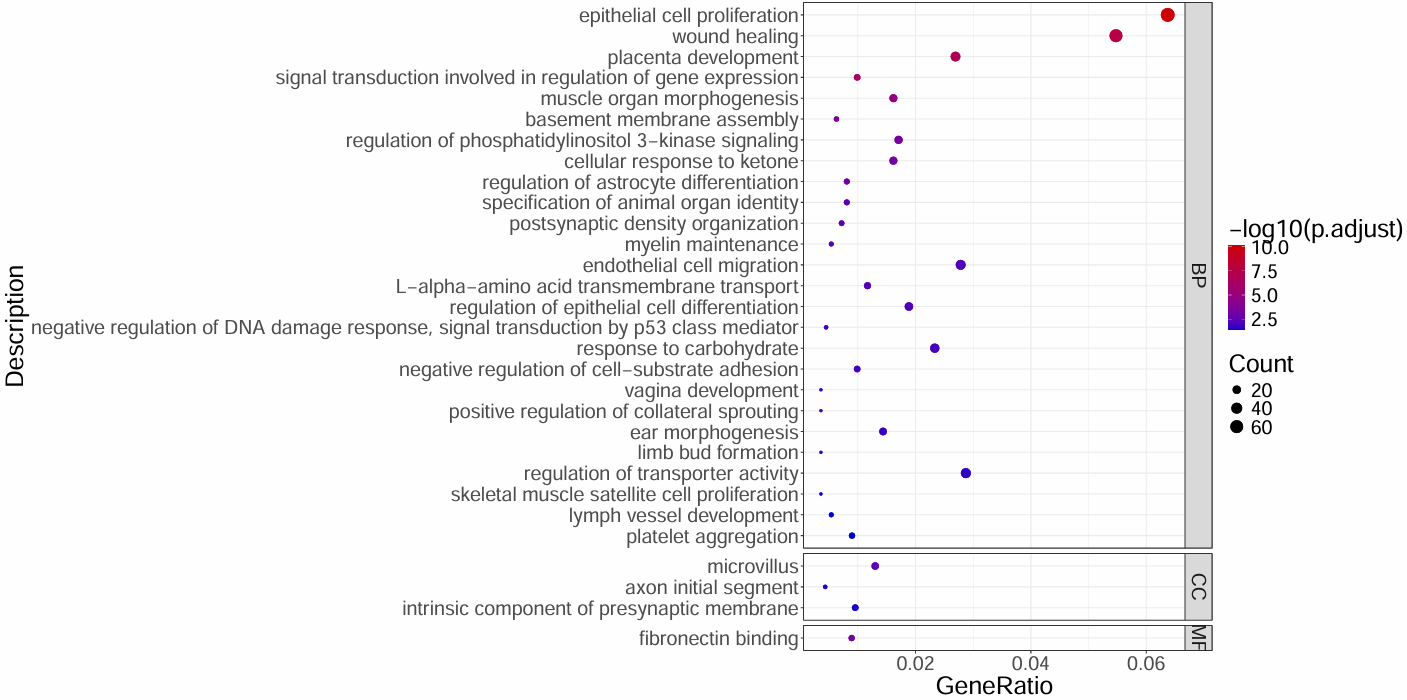 epithelial cell proliferation
wound healing
placenta development
signal transduction involved in regulation of gene expression
muscle organ morphogenesis
basement membrane assembly
regulation of phosphatidylinositol 3−kinase signaling
cellular response to ketone
regulation of astrocyte differentiation
specification of animal organ identity
postsynaptic density organization
myelin maintenance
endothelial cell migration
L−alpha−amino acid transmembrane transport
regulation of epithelial cell differentiation
negative regulation of DNA damage response, signal transduction by p53 class mediator
response to carbohydrate
negative regulation of cell−substrate adhesion
vagina development
positive regulation of collateral sprouting
ear morphogenesis
limb bud formation
regulation of transporter activity
skeletal muscle satellite cell proliferation
lymph vessel development
platelet aggregation
microvillus
axon initial segment
intrinsic component of presynaptic membrane
fibronectin binding
Description
BP
CC
MF
0.02 0.04 0.06
GeneRatio
−log10(p.adjust)
10.0
7.5
5.0
2.5
Count
20
40
60